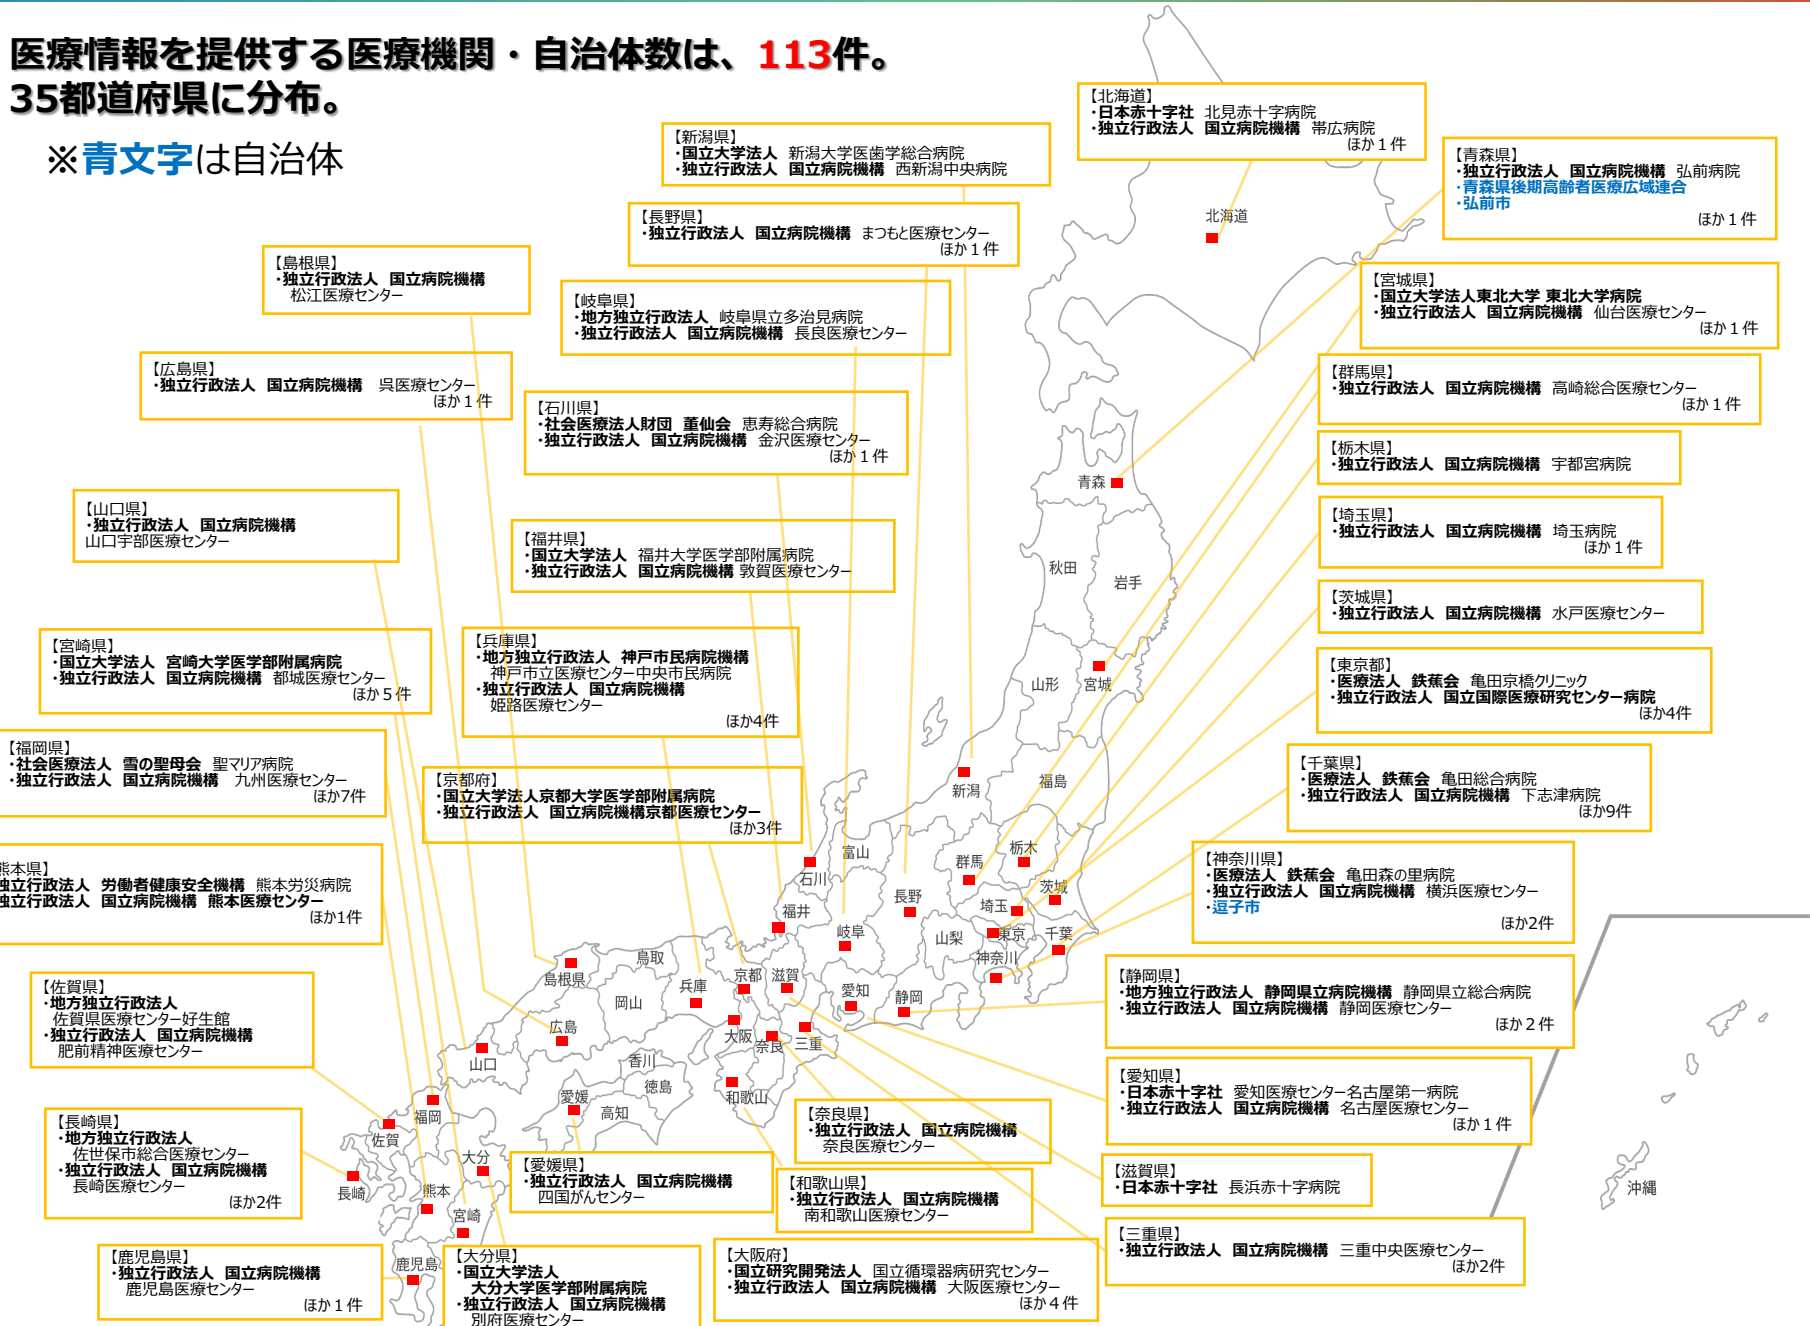 医療情報を提供する医療機関・自治体数は、113件。
35都道府県に分布。
※青文字は自治体
【北海道】
・日本赤十字社 北見赤十字病院
・独立行政法人 国立病院機構 帯広病院
ほか１件
【青森県】
・独立行政法人 国立病院機構 弘前病院
・青森県後期高齢者医療広域連合
・弘前市
ほか１件
【新潟県】
・国立大学法人 新潟大学医歯学総合病院
・独立行政法人 国立病院機構 西新潟中央病院
【長野県】
・独立行政法人 国立病院機構 まつもと医療センター
ほか１件
【島根県】
・独立行政法人 国立病院機構
松江医療センター
【岐阜県】
・地方独立行政法人 岐阜県立多治見病院
・独立行政法人 国立病院機構 長良医療センター
【宮城県】
・国立大学法人東北大学 東北大学病院
・独立行政法人 国立病院機構 仙台医療センター
ほか１件
【広島県】
・独立行政法人 国立病院機構 呉医療センター
ほか１件
【群馬県】
・独立行政法人 国立病院機構 高崎総合医療センター
ほか１件
【石川県】
・社会医療法人財団 董仙会 恵寿総合病院
・独立行政法人 国立病院機構 金沢医療センター
ほか１件
【栃木県】
・独立行政法人 国立病院機構 宇都宮病院
【山口県】
・独立行政法人 国立病院機構
山口宇部医療センター
【福井県】
・国立大学法人 福井大学医学部附属病院
・独立行政法人 国立病院機構 敦賀医療センター
【埼玉県】
・独立行政法人 国立病院機構 埼玉病院
ほか１件
【茨城県】
・独立行政法人 国立病院機構 水戸医療センター
【宮崎県】
・国立大学法人 宮崎大学医学部附属病院
・独立行政法人 国立病院機構 都城医療センター
ほか５件
【兵庫県】
・地方独立行政法人 神戸市民病院機構
神戸市立医療センター中央市民病院
・独立行政法人 国立病院機構
姫路医療センター
ほか4件
【東京都】
・医療法人 鉄蕉会 亀田京橋クリニック
・独立行政法人 国立国際医療研究センター病院
ほか4件
【福岡県】
・社会医療法人 雪の聖母会 聖マリア病院
・独立行政法人 国立病院機構 九州医療センター
ほか7件
【京都府】
・国立大学法人京都大学医学部附属病院
・独立行政法人 国立病院機構京都医療センター
ほか3件
【千葉県】
・医療法人 鉄蕉会 亀田総合病院
・独立行政法人 国立病院機構 下志津病院
ほか9件
熊本県】
独立行政法人 労働者健康安全機構 熊本労災病院
独立行政法人 国立病院機構 熊本医療センター
ほか1件
【神奈川県】
・医療法人 鉄蕉会 亀田森の里病院
・独立行政法人 国立病院機構 横浜医療センター
・逗子市
ほか2件
【佐賀県】
・地方独立行政法人
佐賀県医療センター好生館
・独立行政法人 国立病院機構
肥前精神医療センター
【静岡県】
・地方独立行政法人 静岡県立病院機構 静岡県立総合病院
・独立行政法人 国立病院機構 静岡医療センター
ほか２件
【愛知県】
・日本赤十字社 愛知医療センター名古屋第一病院
・独立行政法人 国立病院機構 名古屋医療センター
ほか１件
【長崎県】
・地方独立行政法人
佐世保市総合医療センター
・独立行政法人 国立病院機構
長崎医療センター
ほか2件
【奈良県】
・独立行政法人 国立病院機構
奈良医療センター
【愛媛県】
・独立行政法人 国立病院機構
四国がんセンター
【滋賀県】
・日本赤十字社 長浜赤十字病院
【和歌山県】
・独立行政法人 国立病院機構
南和歌山医療センター
【三重県】
・独立行政法人 国立病院機構 三重中央医療センター
ほか2件
【鹿児島県】
・独立行政法人 国立病院機構
鹿児島医療センター
ほか１件
【大分県】
・国立大学法人
大分大学医学部附属病院
・独立行政法人 国立病院機構
別府医療センター
【大阪府】
・国立研究開発法人 国立循環器病研究センター
・独立行政法人 国立病院機構 大阪医療センター
ほか４件
北海道
青森
秋田
岩手
山形
宮城
福島
新潟
富山
石川
福井
群馬
栃木
茨城
長野
埼玉
岐阜
山梨
東京
千葉
神奈川
静岡
愛知
滋賀
京都
兵庫
鳥取
島根県
岡山
広島
山口
大阪
奈良
三重
和歌山
香川
徳島
愛媛
高知
福岡
佐賀
長崎
大分
熊本
宮崎
鹿児島
沖縄